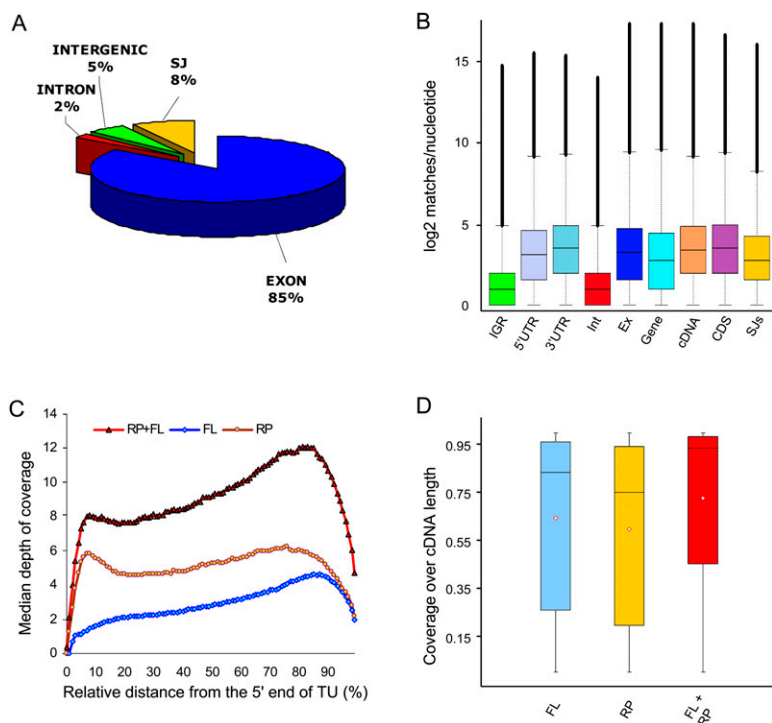 A
INTERGENIC
5%
SJ
8%
INTRON
2%
EXON
85%
B
log2 matches/nucleotide
15
10
5
0
IGR
5'UTR
3'UTR
Int
Ex
Gene
cDNA
CDS
SJs
C
Median depth of coverage
14
12
10
8
6
4
2
0
RP+FL
FL
RP
0 10 20 30 40 50 60 70 80 90
Relative distance from the 5' end of TU (%)
D
Coverage over cDNA length
0.95
0.75
0.55
0.35
0.15
FL
RP
FL +
RP